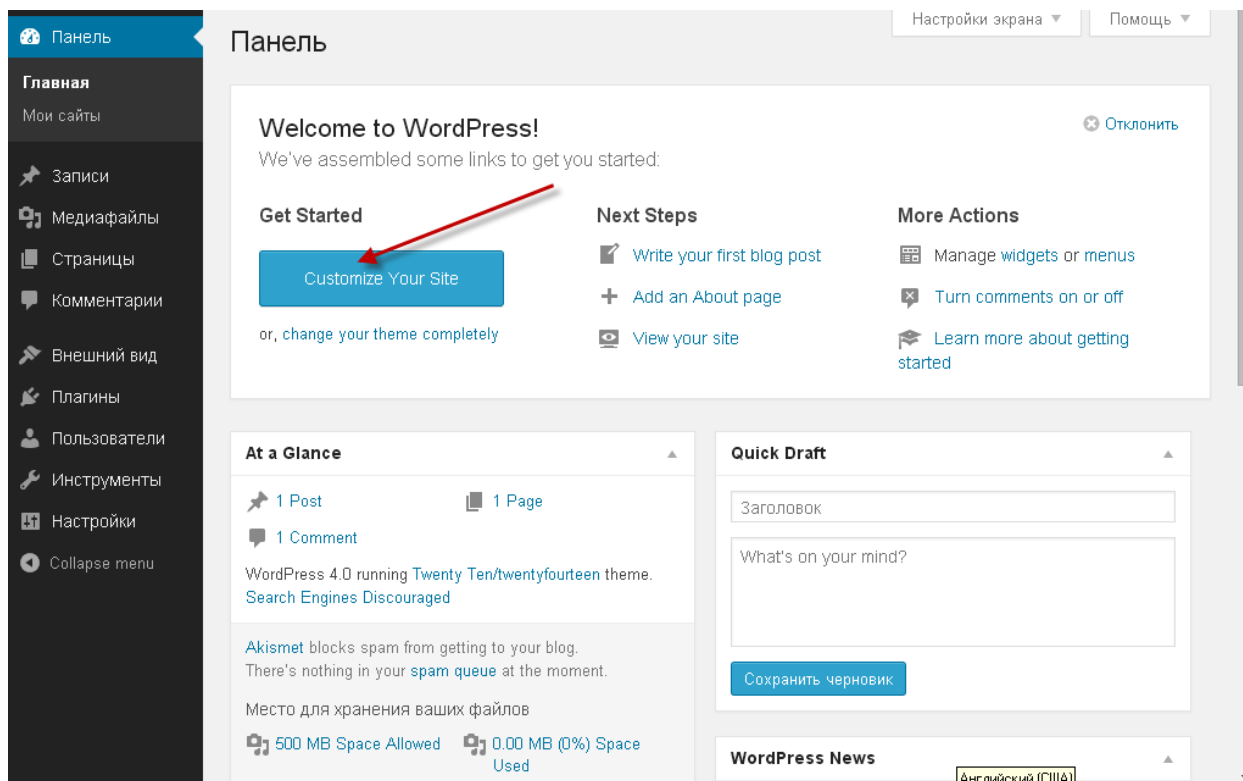 Настройки экрана
Помощь
Панель
Главная
Мои сайты
Записи
Медиафайлы
Страницы
Комментарии
Внешний вид
Плагины
Пользователи
Инструменты
Настройки
Collapse menu
Панель
Welcome to WordPress!
Отклонить
We've assembled some links to get you started:
Get Started
Customize Your Site
or, change your theme completely
Next Steps
Write your first blog post
Add an About page
View your site
More Actions
Manage widgets or menus
Turn comments on or off
Learn more about getting
started
At a Glance
1 Post
1 Page
1 Comment
WordPress 4.0 running Twenty Ten/twentyfourteen theme.
Search Engines Discouraged
Akismet blocks spam from getting to your blog.
There's nothing in your spam queue at the moment.
Место для хранения ваших файлов
500 MB Space Allowed
0.00 MB (0%) Space
Used
Quick Draft
Заголовок
What's on your mind?
Сохранить черновик
WordPress News
Английский (США)